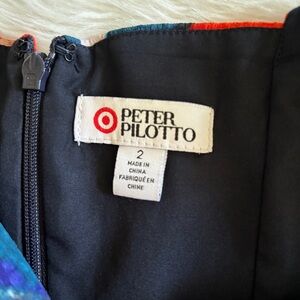 PETER
PILOTTO
2
MADE IN
CHINA
FABRIQUÉ EN
CHINE